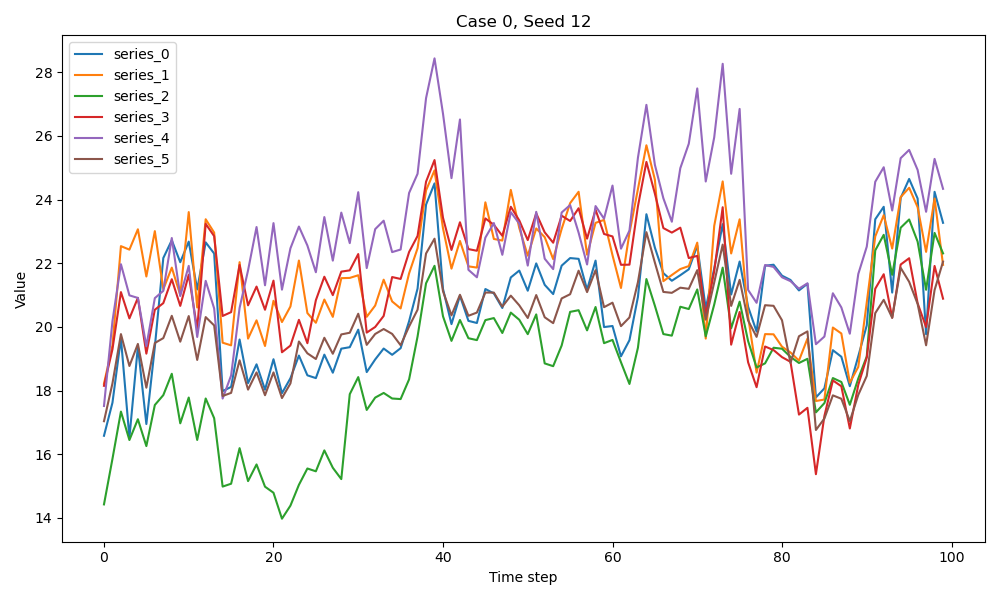 Case 0, Seed 12
series_0
series_1
series_2
series_3
series_4
series_5
28
26
24
22
20
18
16
14
Value
0 20 40 60 80 100
Time step